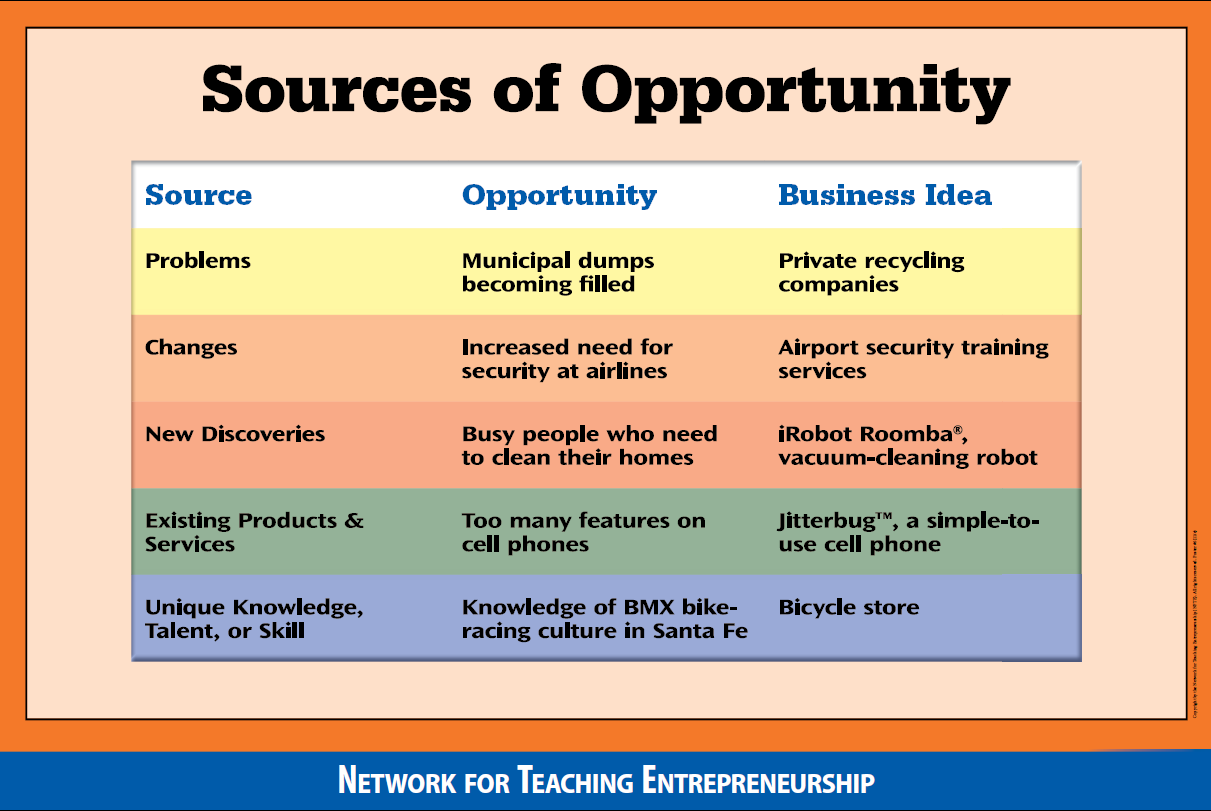 Sources of Opportunity
Source Opportunity Business Idea
Problems Municipal dumps Private recycling
becoming filled companies
Changes Increased need for Airport security training
security at airlines services
New Discoveries Busy people who need iRobot Roomba®,
to clean their homes vacuum-cleaning robot
Existing Products & Too many features on Jitterbug™, a simple-to-
Services cell phones use cell phone
Unique Knowledge, Knowledge of BMX bike- Bicycle store
Talent, or Skill racing culture in Santa Fe
NETWORK FOR TEACHING ENTREPRENEURSHIP